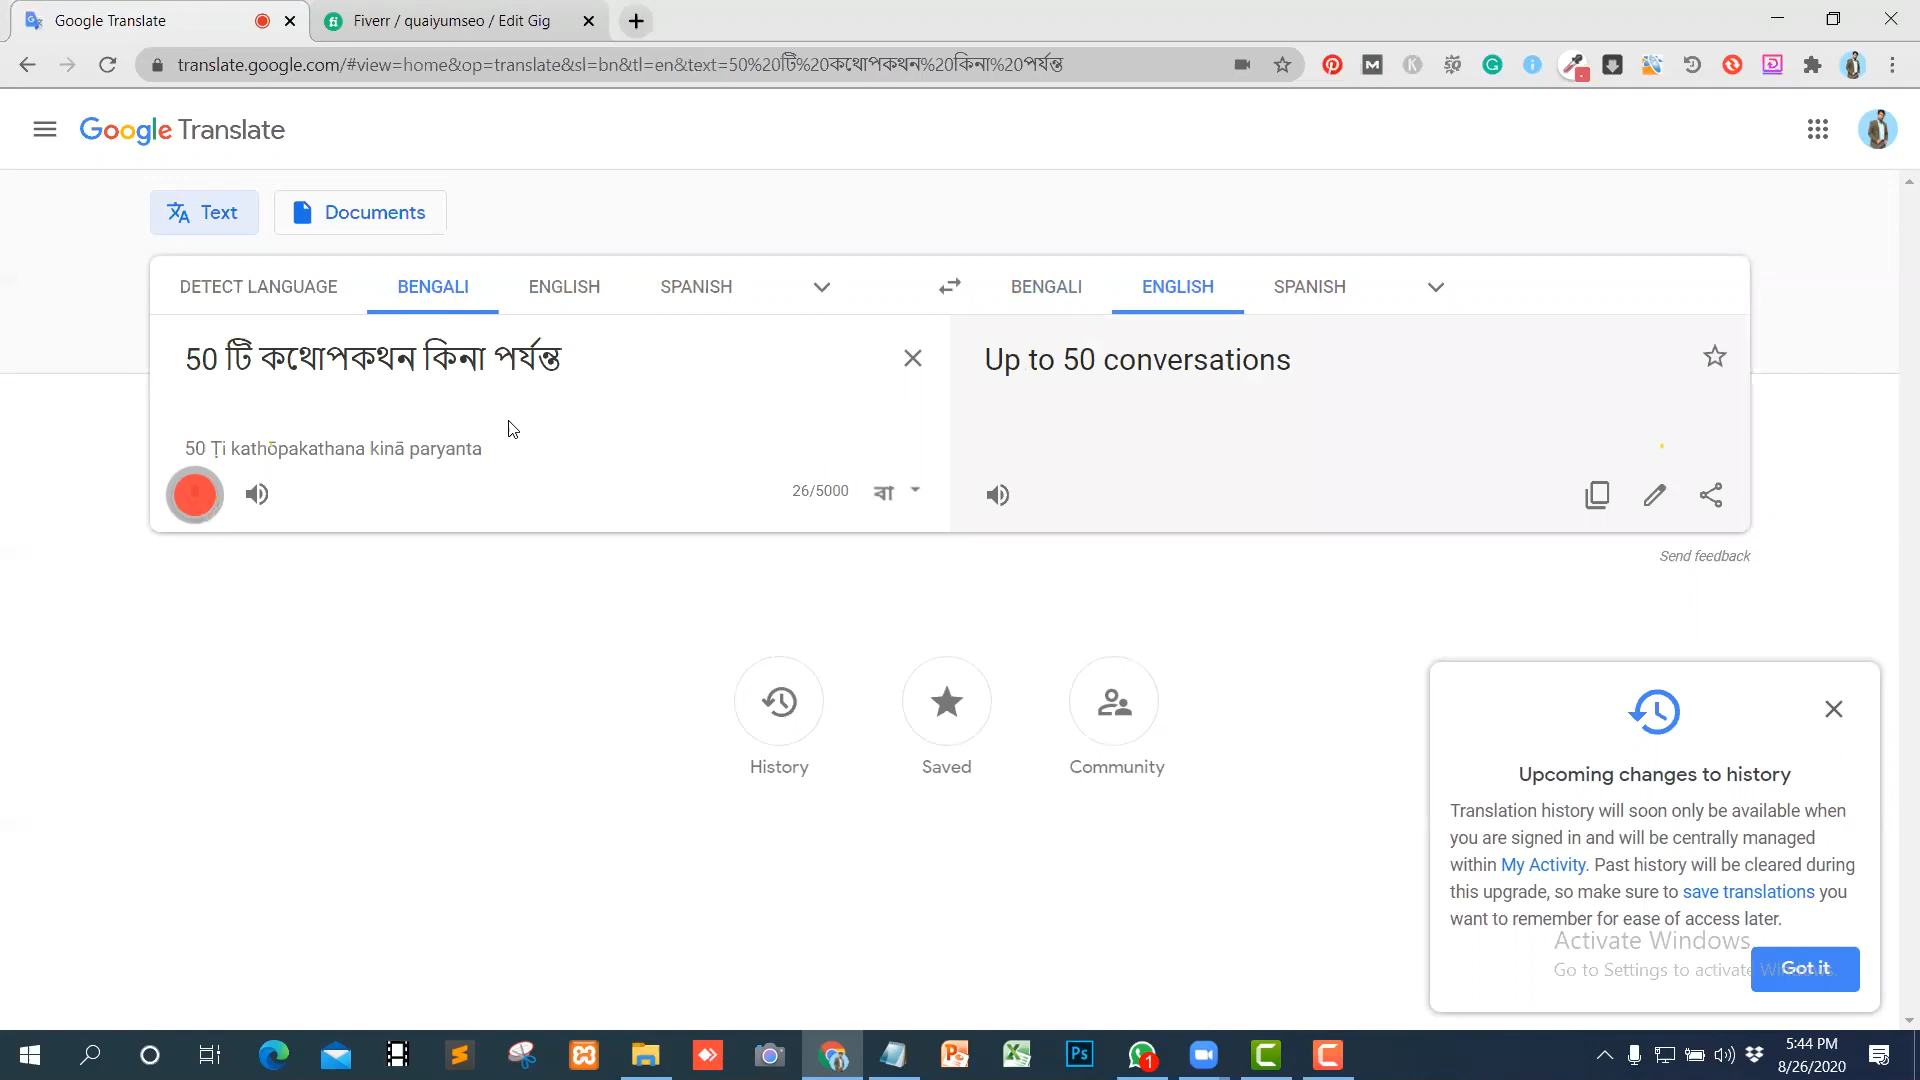 Google Translate
Fiverr / quaiyumseo / Edit Gig
translate.google.com/#view=home&op=translate&sl=bn&tl=en&text=50%20টি%20কথোপকথন%20কিনা%20পর্যন্ত
Google Translate
Text
Documents
DETECT LANGUAGE BENGALI ENGLISH SPANISH
BENGALI ENGLISH SPANISH
50 টি কথোপকথন কিনা পর্যন্ত
Up to 50 conversations
50 Ṭi kathōpakathana kinā paryanta
26/5000
Send feedback
History
Saved
Community
Upcoming changes to history
Translation history will soon only be available when
you are signed in and will be centrally managed
within My Activity. Past history will be cleared during
this upgrade, so make sure to save translations you
want to remember for ease of access later.
Activate Windows
Go to Settings to activate Windows.
Got it
5:44 PM
8/26/2020